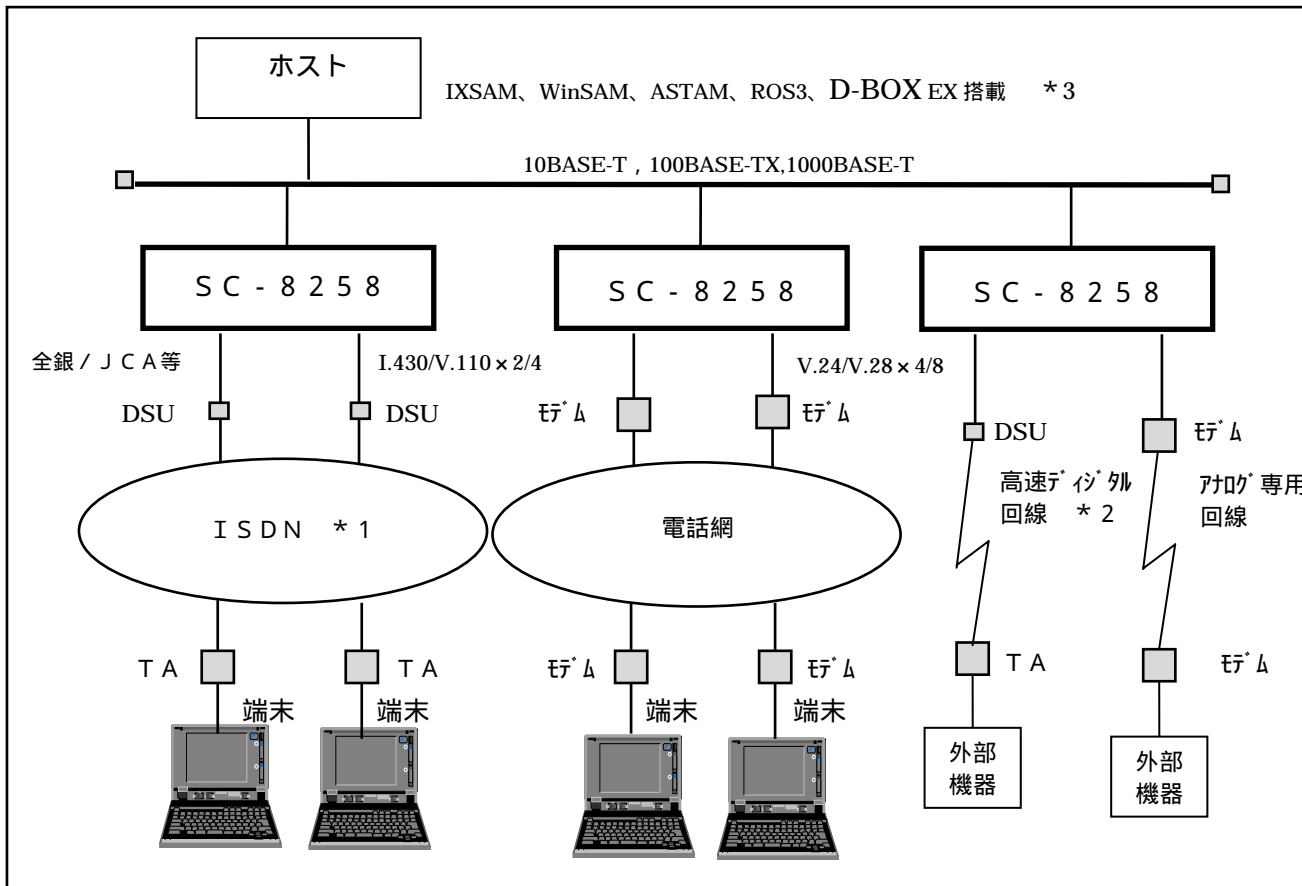 ホスト
IXSAM、WinSAM、ASTAM、ROS3、D-BOX EX 搭載 *3
10BASE-T , 100BASE-TX,1000BASE-T
SC-8258
SC-8258
SC-8258
全銀/JCA等
I.430/V.110×2/4
V.24/V.28×4/8
DSU
DSU
ﾓﾃﾞﾑ
ﾓﾃﾞﾑ
DSU
ﾓﾃﾞﾑ
高速ﾃﾞｨｼﾞﾀﾙ
回線 *2
ｱﾅﾛｸﾞ専用
回線
ISDN *1
電話網
TA
TA
ﾓﾃﾞﾑ
ﾓﾃﾞﾑ
TA
ﾓﾃﾞﾑ
端末
端末
端末
端末
外部
機器
外部
機器